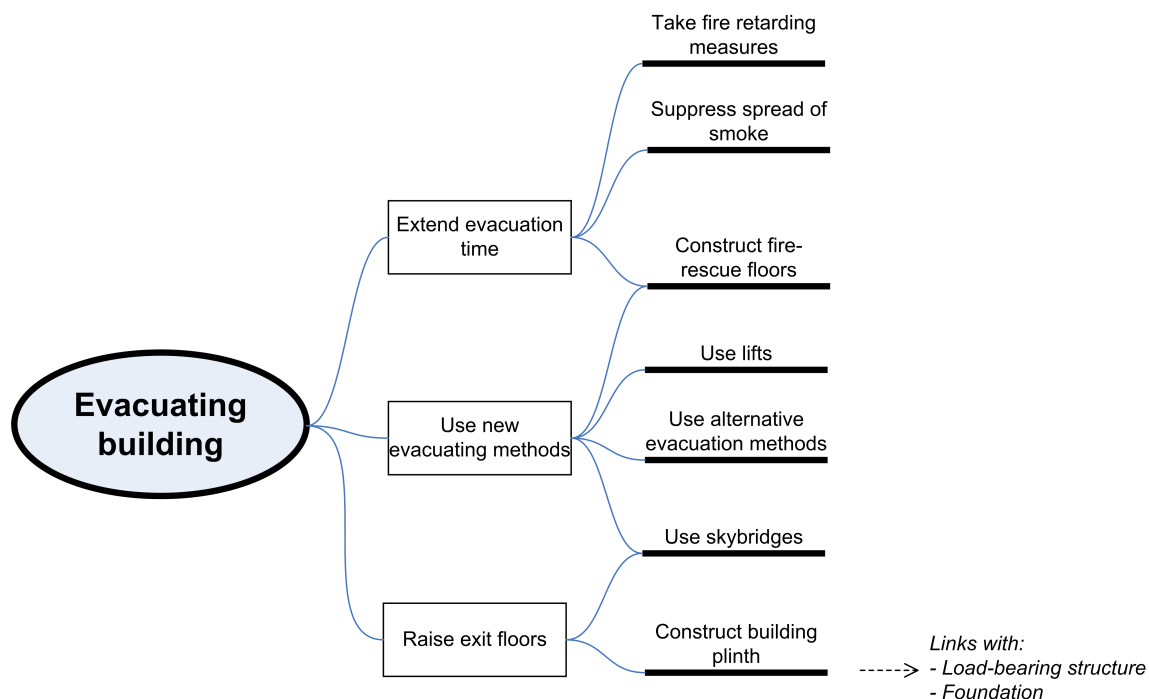 Take fire retarding
measures
Suppress spread of
smoke
Extend evacuation
time
Construct fire-
rescue floors
Use lifts
Evacuating
building
Use new
evacuating methods
Use alternative
evacuation methods
Use skybridges
Raise exit floors
Construct building
plinth
Links with:
- Load-bearing structure
- Foundation